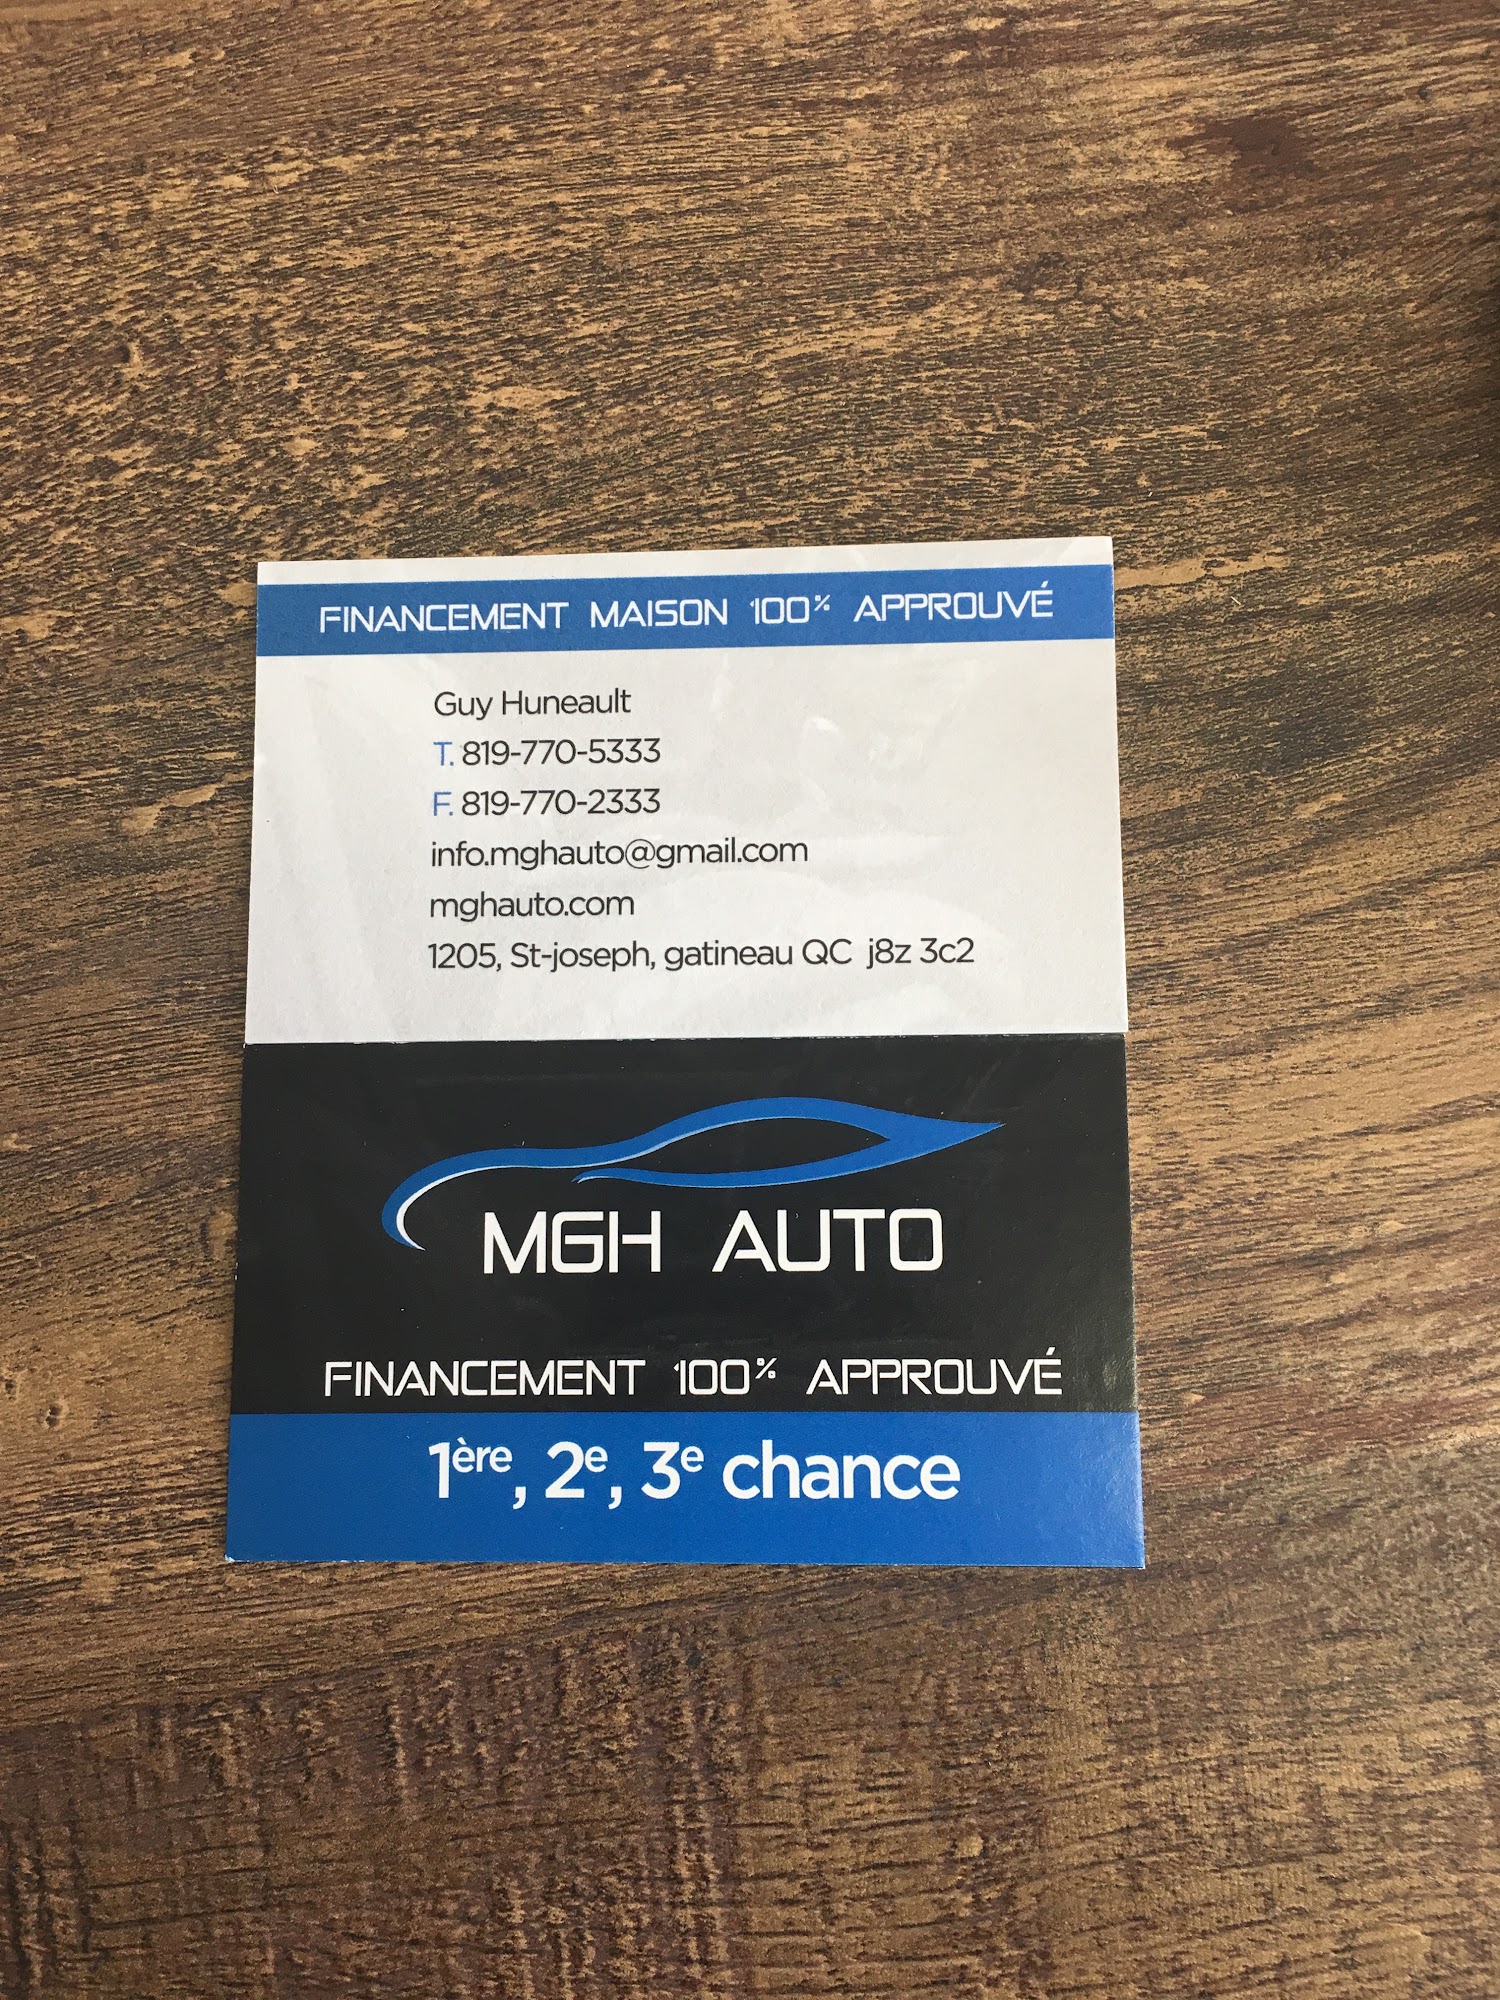 FINANCEMENT MAISON 100% APPROUVÉ
Guy Huneault
T. 819-770-5333
F. 819-770-2333
info.mghauto@gmail.com
mghauto.com
1205, St-joseph, gatineau QC j8z 3c2
MGH AUTO
FINANCEMENT 100% APPROUVÉ
1ère, 2e, 3e chance